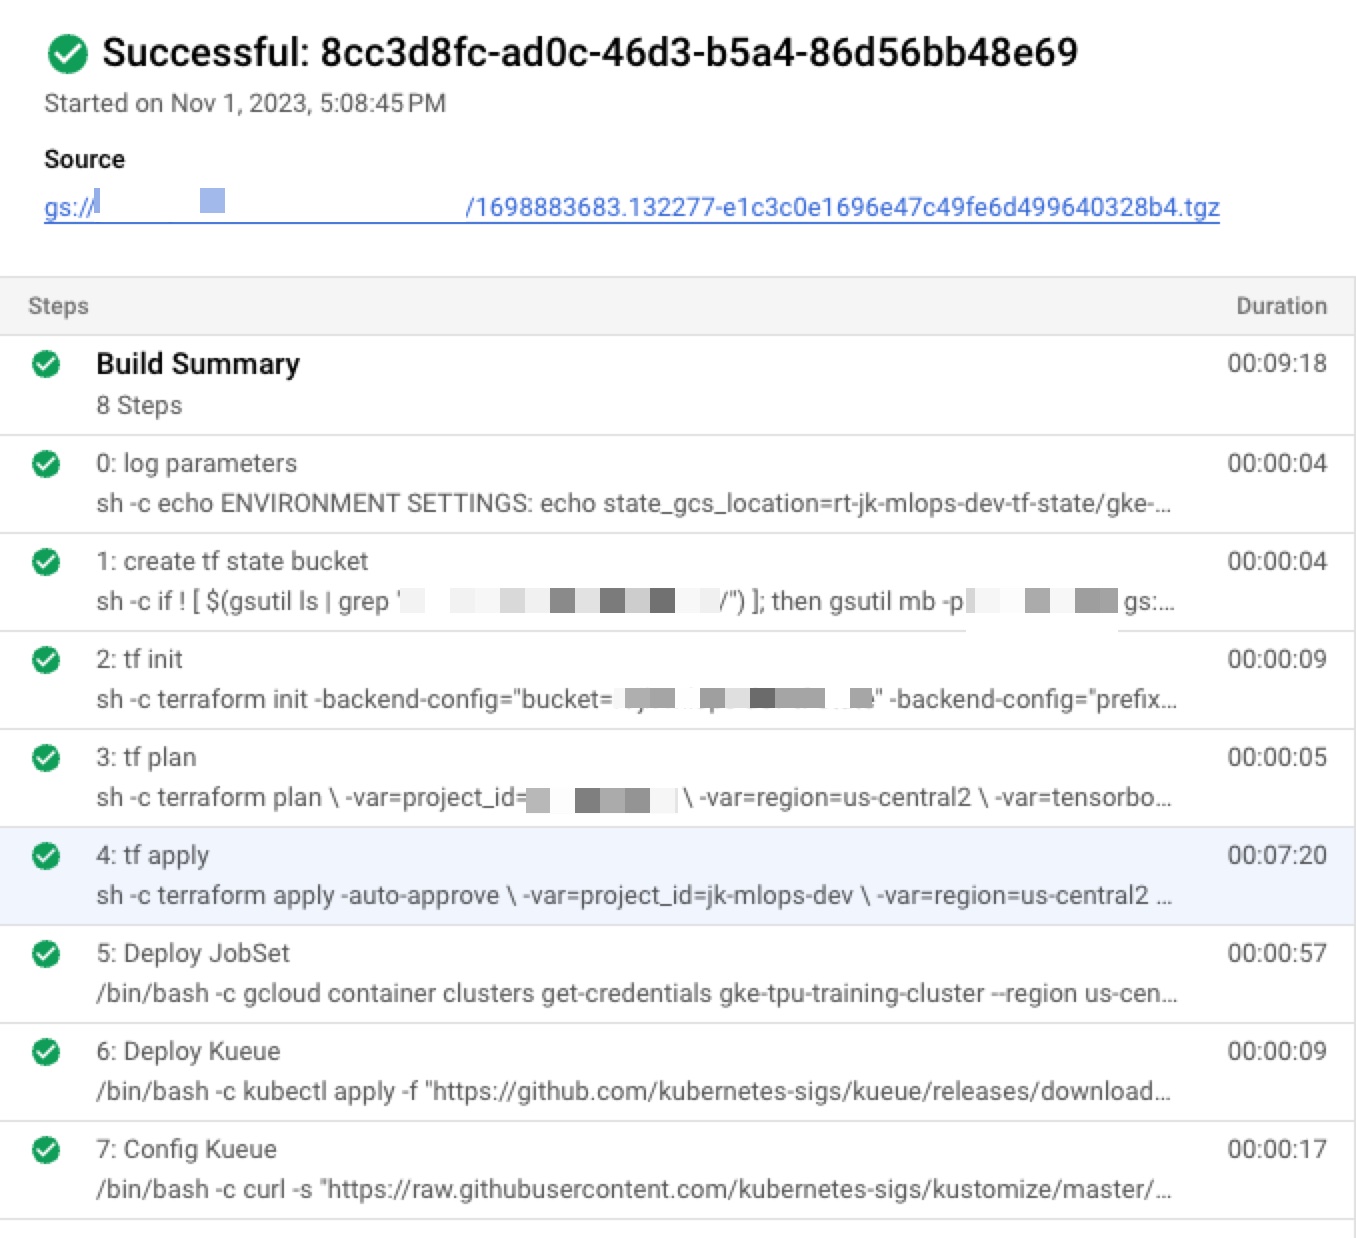 Successful: 8cc3d8fc-ad0c-46d3-b5a4-86d56bb48e69
Started on Nov 1, 2023, 5:08:45 PM
Source
gs:// /1698883683.132277-e1c3c0e1696e47c49fe6d499640328b4.tgz
Steps Duration
Build Summary 00:09:18
8 Steps
0: log parameters 00:00:04
sh -c echo ENVIRONMENT SETTINGS: echo state_gcs_location=rt-jk-mlops-dev-tf-state/gke-...
1: create tf state bucket 00:00:04
sh -c if ! [ $(gsutil ls | grep " /") ]; then gsutil mb -p gs:...
2: tf init 00:00:09
sh -c terraform init -backend-config="bucket= " -backend-config="prefix...
3: tf plan 00:00:05
sh -c terraform plan \ -var=project_id= \ -var=region=us-central2 \ -var=tensorbo...
4: tf apply 00:07:20
sh -c terraform apply -auto-approve \ -var=project_id=jk-mlops-dev \ -var=region=us-central2 ...
5: Deploy JobSet 00:00:57
/bin/bash -c gcloud container clusters get-credentials gke-tpu-training-cluster --region us-cen...
6: Deploy Kueue 00:00:09
/bin/bash -c kubectl apply -f "https://github.com/kubernetes-sigs/kueue/releases/download...
7: Config Kueue 00:00:17
/bin/bash -c curl -s "https://raw.githubusercontent.com/kubernetes-sigs/kustomize/master/...